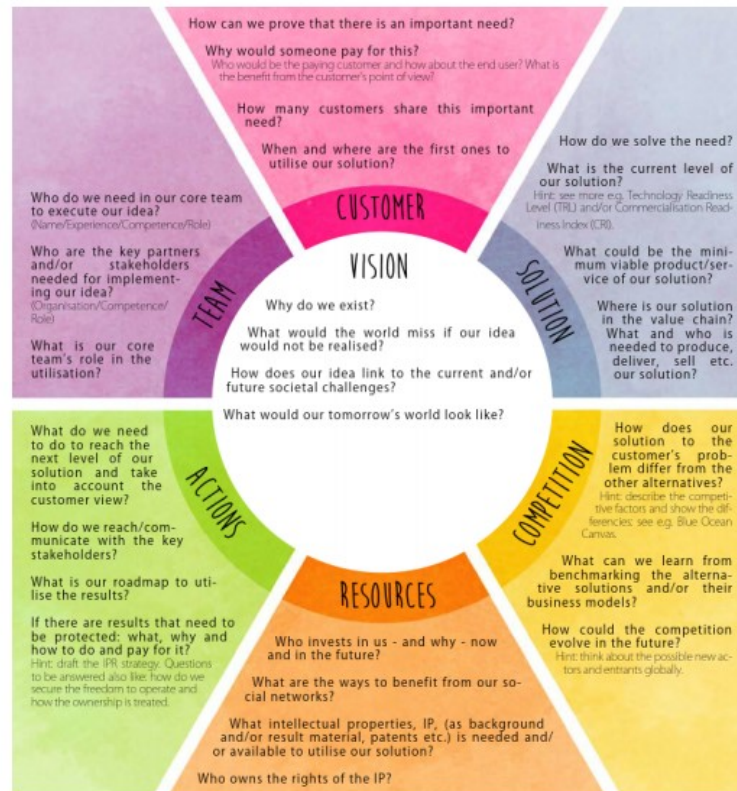 How can we prove that there is an important need?
Why would someone pay for this?
Who would be the paying customer and how about the end user? What is
the benefit from the customer's point of view?
How many customers share this important
need?
When and where are the first ones to
utilise our solution?
CUSTOMER
How do we solve the need?
What is the current level of
our solution?
Hint: see more e.g. Technology Readiness
Level (TRL) and/or Commercialisation Read-
iness Index (CRI).
What could be the mini-
mum viable product/ser-
vice of our solution?
Where is our solution
in the value chain?
What and who is
needed to produce,
deliver, sell etc.
our solution?
SOLUTION
Who do we need in our core team
to execute our idea?
(Name/Experience/Competence/Role)
Who are the key partners
and/or stakeholders
needed for implement-
ing our idea?
(Organisation/Competence/
Role)
What is our core
team's role in the
utilisation?
TEAM
VISION
Why do we exist?
What would the world miss if our idea
would not be realised?
How does our idea link to the current and/or
future societal challenges?
What would our tomorrow's world look like?
What do we need
to do to reach the
next level of our
solution and take
into account the
customer view?
How do we reach/com-
municate with the key
stakeholders?
What is our roadmap to uti-
lise the results?
If there are results that need to
be protected: what, why and
how to do and pay for it?
Hint: draft the IPR strategy. Questions
to be answered also like: how do we
secure the freedom to operate and
how the ownership is treated.
ACTIONS
How does our
solution to the
customer's prob-
lem differ from the
other alternatives?
Hint: describe the competi-
tive factors and show the dif-
ferencies: see e.g. Blue Ocean
Canvas.
What can we learn from
benchmarking the alterna-
tive solutions and/or their
business models?
How could the competition
evolve in the future?
Hint: think about the possible new ac-
tors and entrants globally.
COMPETITION
RESOURCES
Who invests in us - and why - now
and in the future?
What are the ways to benefit from our so-
cial networks?
What intellectual properties, IP, (as background
and/or result material, patents etc.) is needed and/
or available to utilise our solution?
Who owns the rights of the IP?